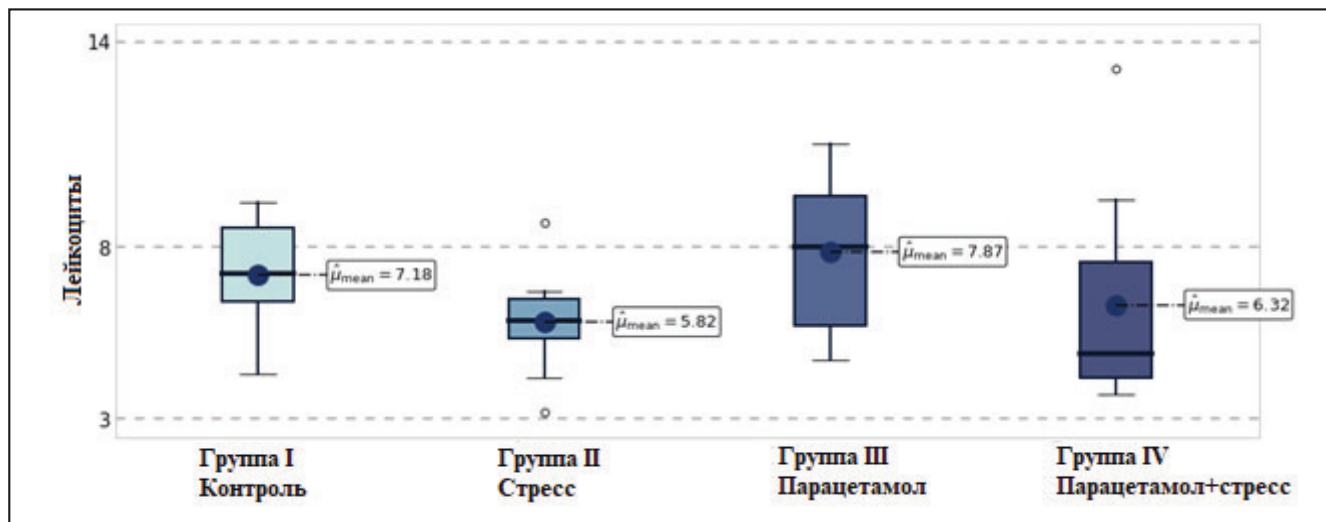 14
8
3
Лейкоциты
μ̂mean = 7.18
μ̂mean = 5.82
μ̂mean = 7.87
μ̂mean = 6.32
Группа I
Контроль
Группа II
Стресс
Группа III
Парацетамол
Группа IV
Парацетамол+стресс